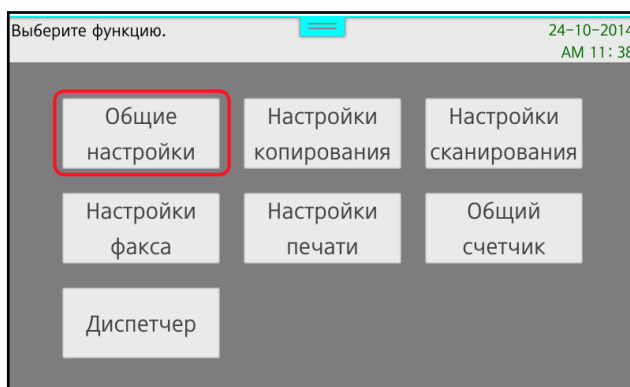 Выберите функцию.
24-10-2014
AM 11:38
Общие
настройки
Настройки
копирования
Настройки
сканирования
Настройки
факса
Настройки
печати
Общий
счетчик
Диспетчер